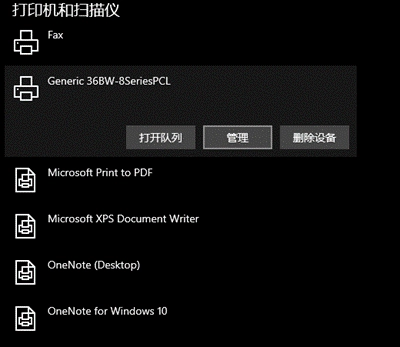 打印机和扫描仪
Fax
Generic 36BW-8SeriesPCL
打开队列 管理 删除设备
Microsoft Print to PDF
Microsoft XPS Document Writer
OneNote (Desktop)
OneNote for Windows 10